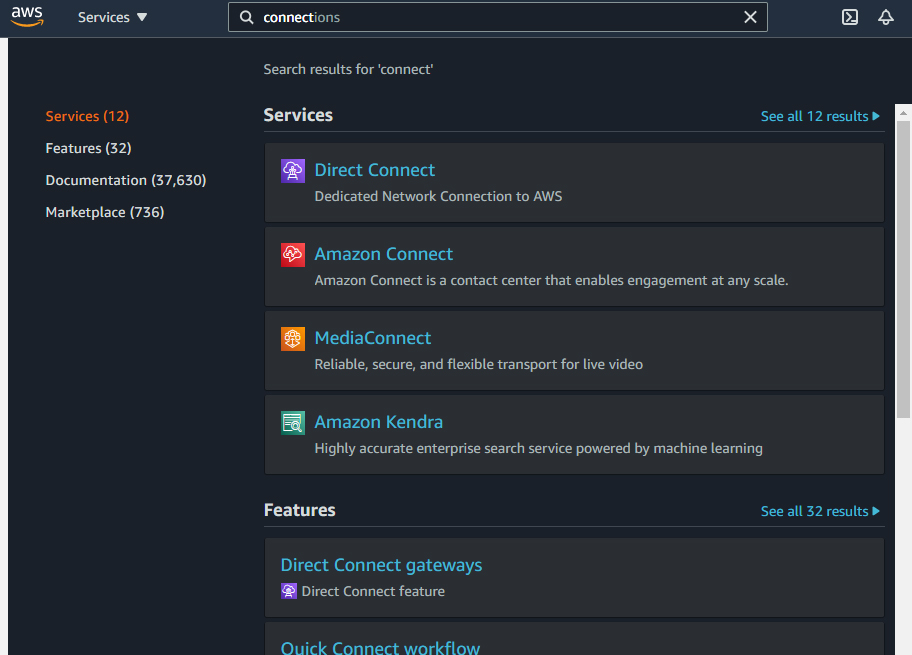 aws
Services
connections
Search results for 'connect'
Services (12)
Features (32)
Documentation (37,630)
Marketplace (736)
Services
See all 12 results
Direct Connect
Dedicated Network Connection to AWS
Amazon Connect
Amazon Connect is a contact center that enables engagement at any scale.
MediaConnect
Reliable, secure, and flexible transport for live video
Amazon Kendra
Highly accurate enterprise search service powered by machine learning
Features
See all 32 results
Direct Connect gateways
Direct Connect feature
Quick Connect workflow